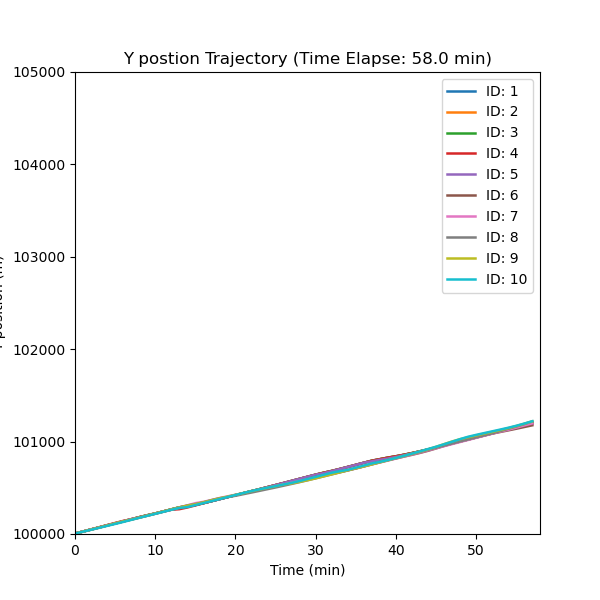 Y postion Trajectory (Time Elapse: 58.0 min)
105000
104000
103000
102000
101000
100000
0 10 20 30 40 50
Time (min)
ID: 1
ID: 2
ID: 3
ID: 4
ID: 5
ID: 6
ID: 7
ID: 8
ID: 9
ID: 10